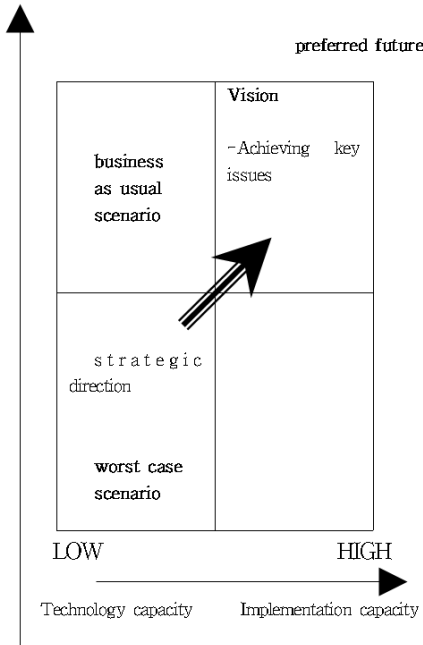 preferred future
Vision
-Achieving key
issues
business
as usual
scenario
strategic
direction
worst case
scenario
LOW HIGH
Technology capacity Implementation capacity